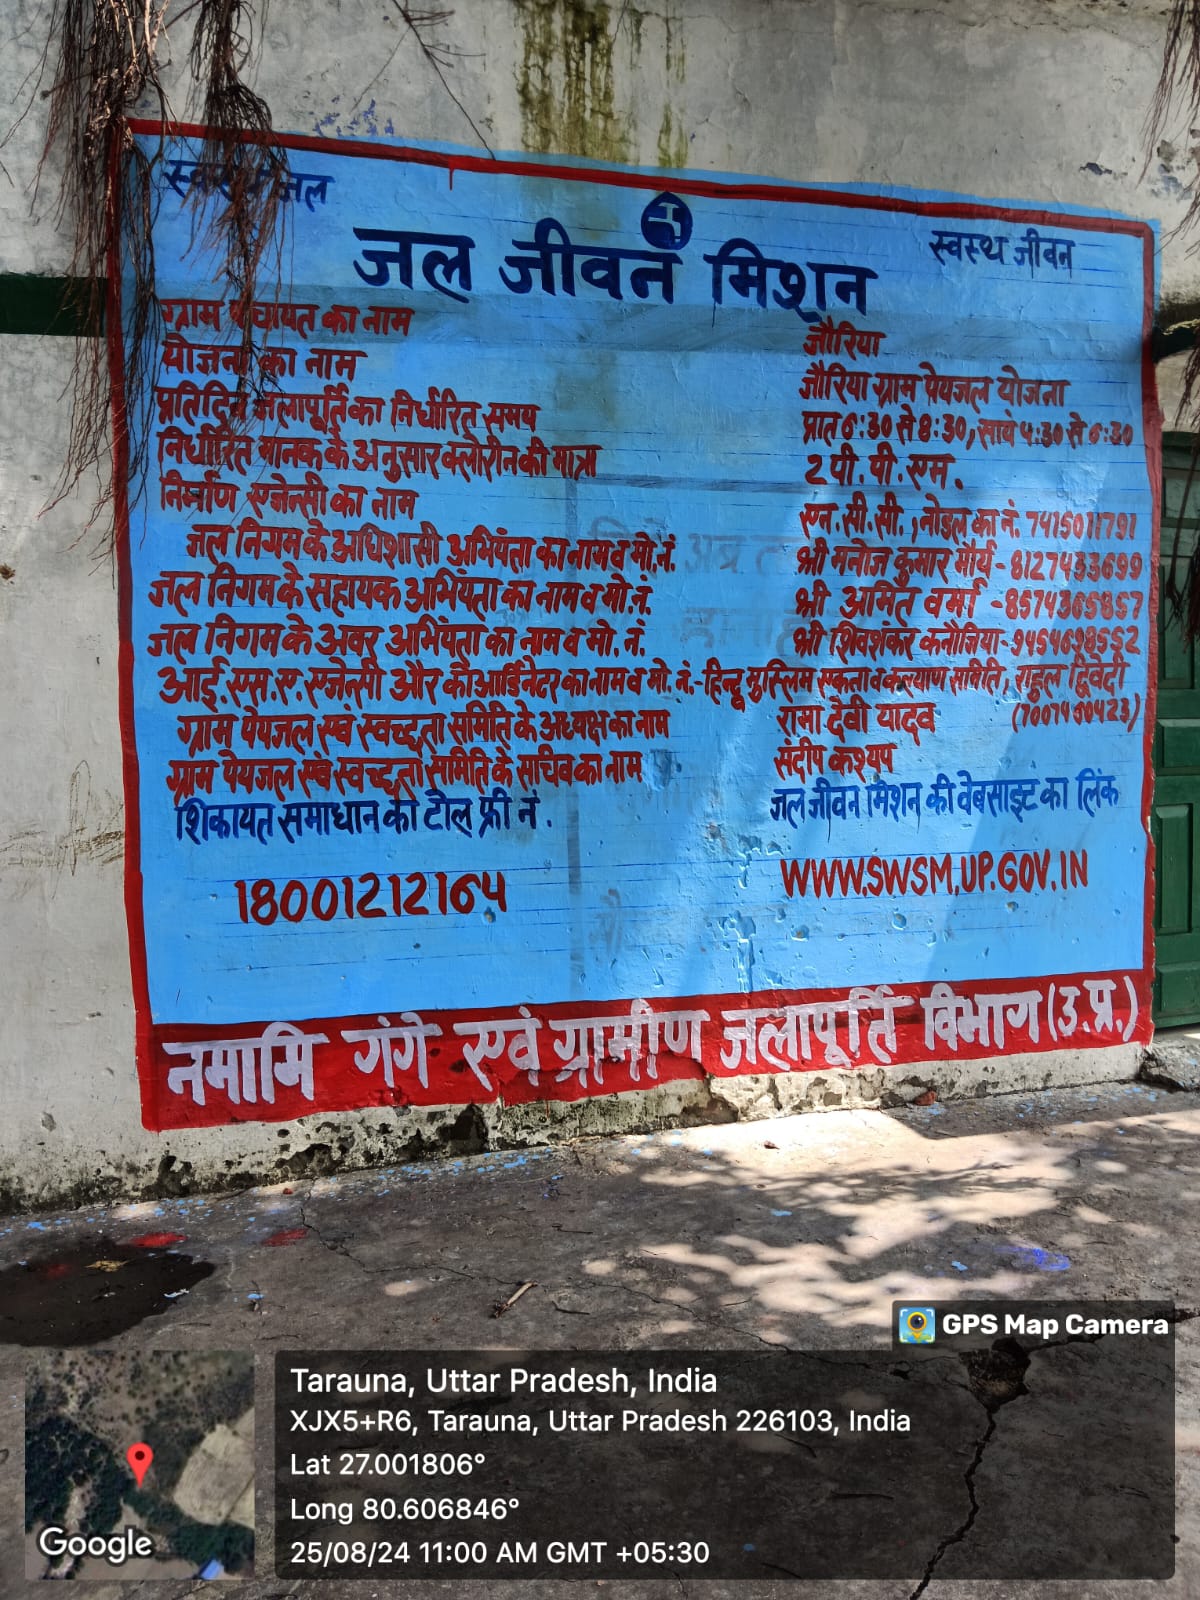 स्वस्थ जल
स्वस्थ जीवन
जल जीवन मिशन
ग्राम पंचायत का नाम जौरिया
योजना का नाम जौरिया ग्राम पेयजल योजना
प्रतिदिन जलापूर्ति का निर्धारित समय प्रात 6:30 से 8:30, सायं 4:30 से 6:30
निर्धारित मानक के अनुसार क्लोरीन की मात्रा 2 पी. पी. एम.
निर्माण एजेन्सी का नाम एन. सी. सी., नोडल का नं. 7415011791
जल निगम के अधिशासी अभियंता का नाम व मो. नं. श्री मनोज कुमार मौर्य - 8127433699
जल निगम के सहायक अभियंता का नाम व मो. नं. श्री अमित वर्मा - 8574365857
जल निगम के अवर अभियंता का नाम व मो. नं. श्री शिवशंकर कनौजिया - 9454698552
आई. एस. ए. एजेन्सी और कोआर्डिनेटर का नाम व मो नं. - हिन्दू मुस्लिम एकता व कल्याण समिति, राहुल द्विवेदी
ग्राम पेयजल एवं स्वच्छता समिति के अध्यक्ष का नाम रामा देवी यादव (7007450423)
ग्राम पेयजल एवं स्वच्छता समिति के सचिव का नाम संदीप कश्यप
शिकायत समाधान का टोल फ्री नं. जल जीवन मिशन की वेबसाइट का लिंक
18001212164 WWW.SWSM.UP.GOV.IN
नमामि गंगे एवं ग्रामीण जलापूर्ति विभाग (उ.प्र.)
GPS Map Camera
Tarauna, Uttar Pradesh, India
XJX5+R6, Tarauna, Uttar Pradesh 226103, India
Lat 27.001806°
Long 80.606846°
25/08/24 11:00 AM GMT +05:30
Google